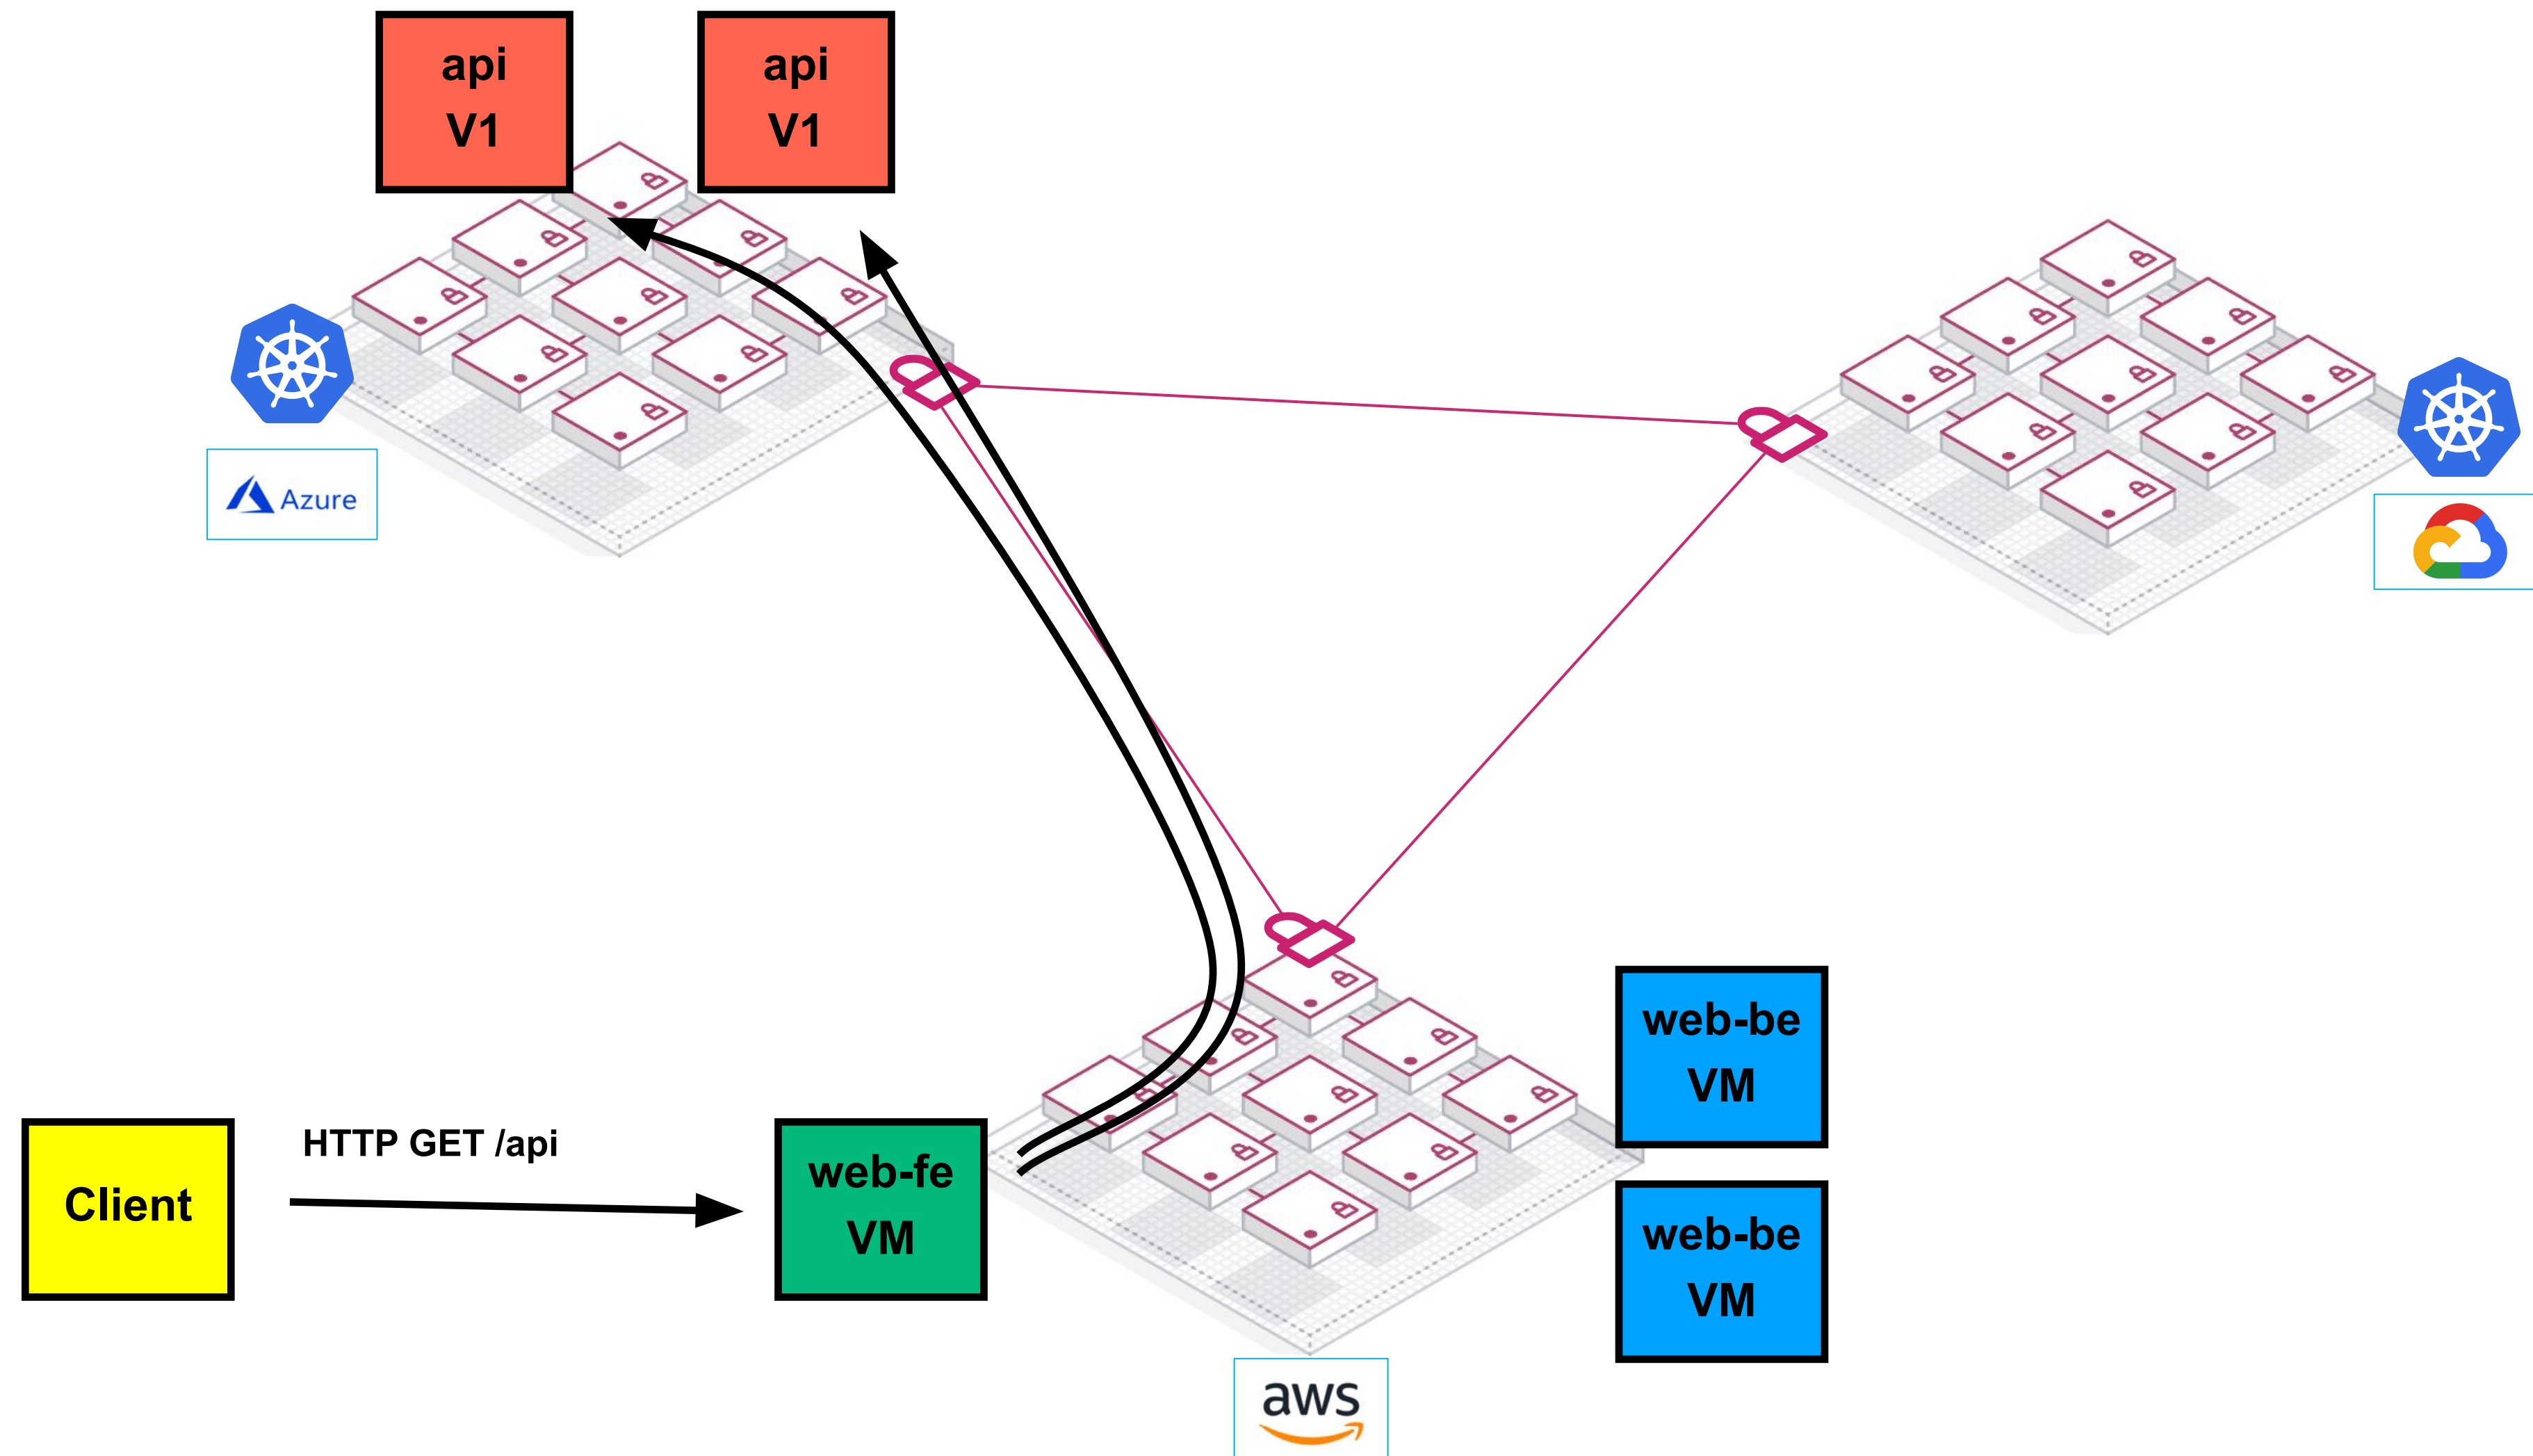 api
V1
api
V1
Azure
HTTP GET /api
Client
web-fe
VM
web-be
VM
web-be
VM
aws